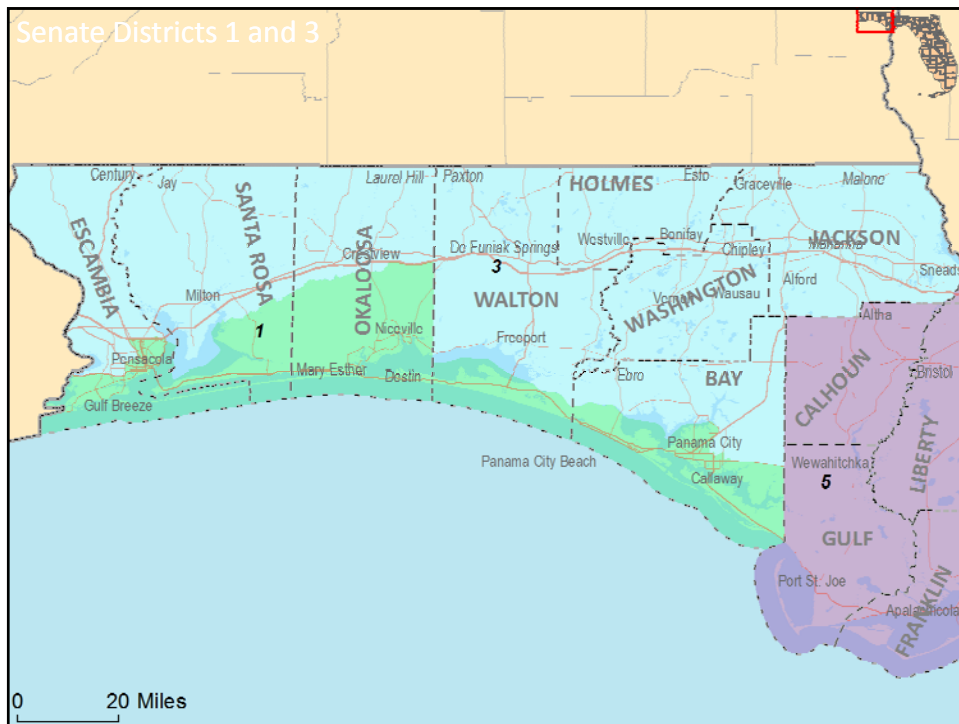 Senate Districts 1 and 3
Century
Jay
Laurel Hill
Paxton
HOLMES
Esto
Graceville
Malone
ESCAMBIA
SANTA ROSA
OKALOOSA
Crestview
Do Funiak Springs
3
Westville
Bonifay
Chipley
JACKSON
Marianna
Sneads
Milton
WALTON
WASHINGTON
Vernon
Wausau
Alford
Altha
1
Niceville
Freeport
Pensacola
Mary Esther
Destin
Ebro
BAY
CALHOUN
Bristol
Gulf Breeze
Panama City
Panama City Beach
Callaway
Wewahitchka
5
LIBERTY
GULF
Port St. Joe
Apalachicola
FRANKLIN
0 20 Miles